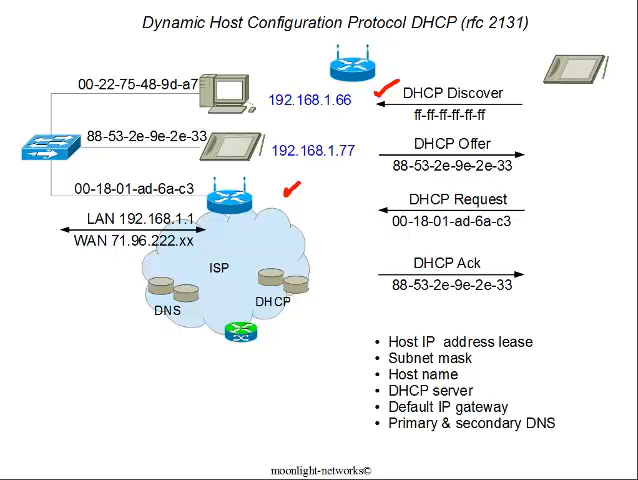 Dynamic Host Configuration Protocol DHCP (rfc 2131)
00-22-75-48-9d-a7
192.168.1.66
88-53-2e-9e-2e-33
192.168.1.77
00-18-01-ad-6a-c3
LAN 192.168.1.1
WAN 71.96.222.xx
ISP
DNS
DHCP
DHCP Discover
ff-ff-ff-ff-ff-ff
DHCP Offer
88-53-2e-9e-2e-33
DHCP Request
00-18-01-ad-6a-c3
DHCP Ack
88-53-2e-9e-2e-33
• Host IP address lease
• Subnet mask
• Host name
• DHCP server
• Default IP gateway
• Primary & secondary DNS
moonlight-networks©